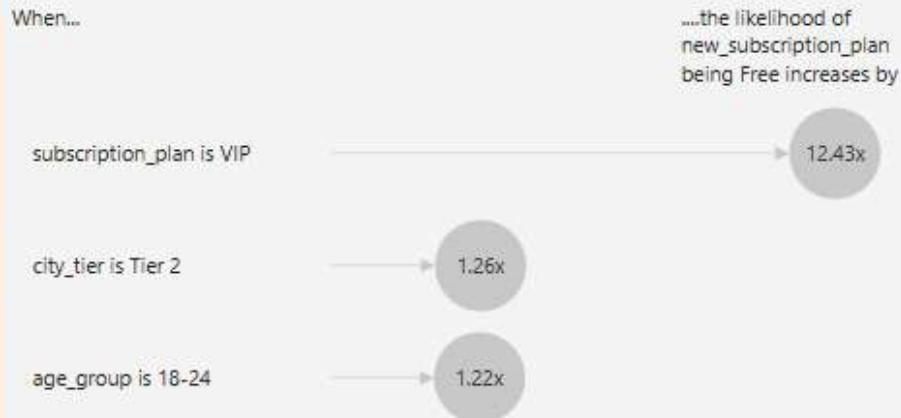 When...
....the likelihood of
new_subscription_plan
being Free increases by
subscription_plan is VIP
12.43x
city_tier is Tier 2
1.26x
age_group is 18-24
1.22x